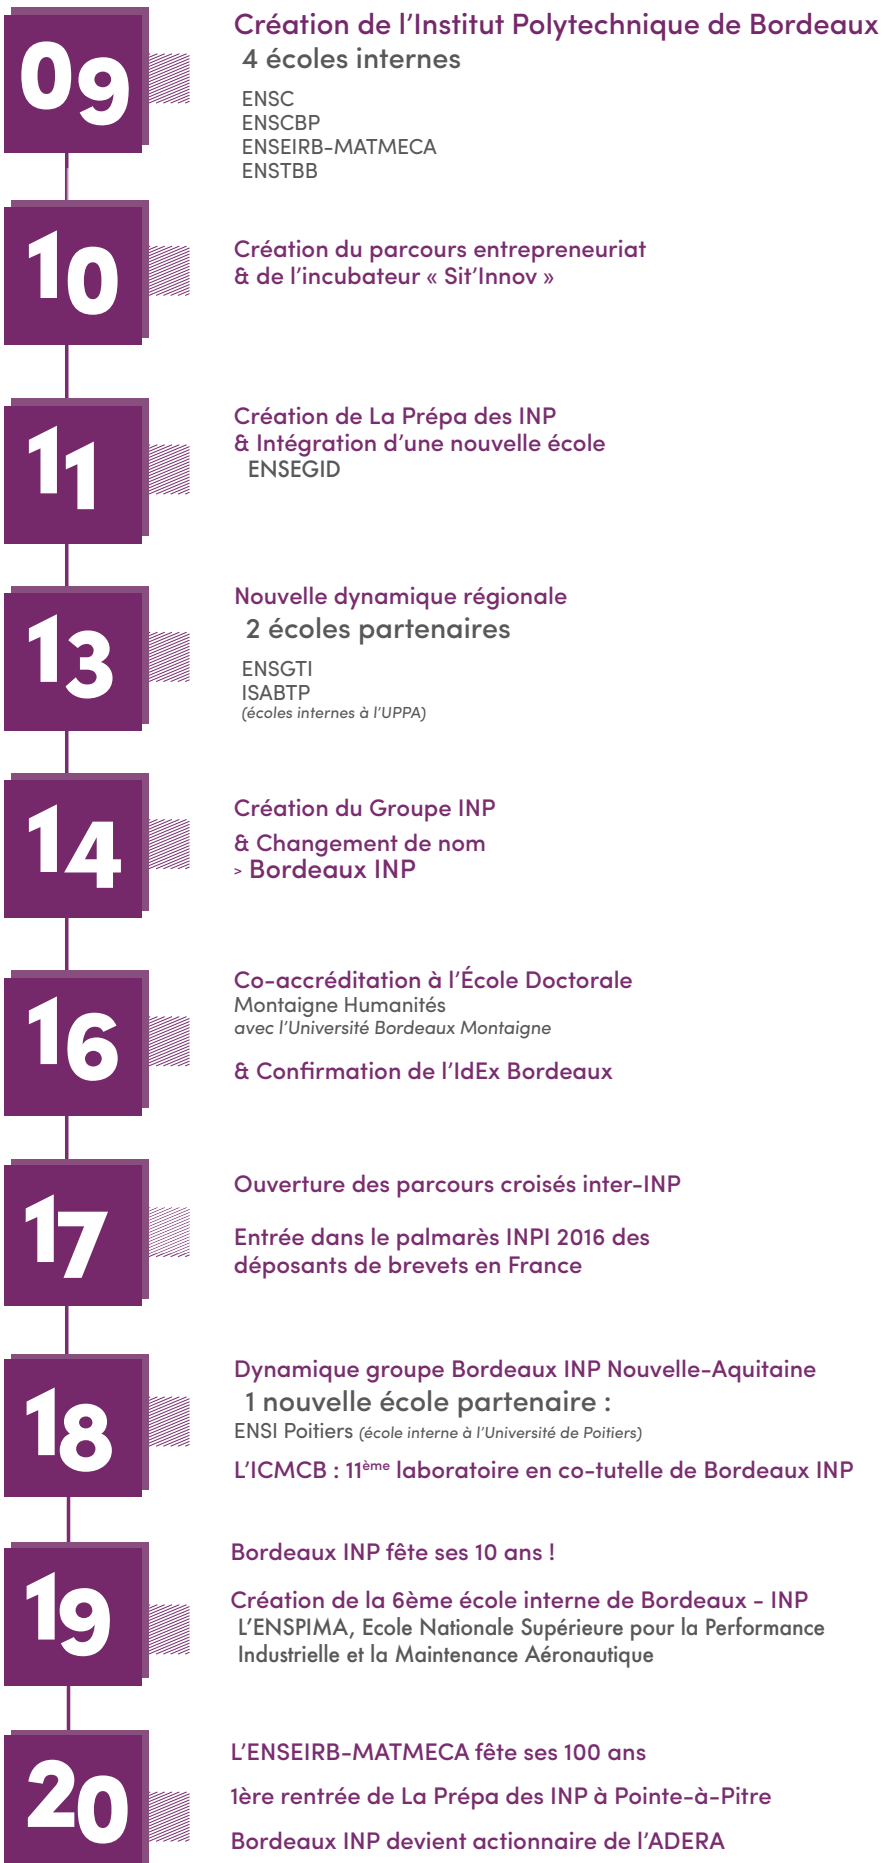 09
Création de l'Institut Polytechnique de Bordeaux
4 écoles internes
ENSC
ENSCBP
ENSEIRB-MATMECA
ENSTBB
10
Création du parcours entrepreneuriat
& de l'incubateur « Sit'Innov »
11
Création de La Prépa des INP
& Intégration d'une nouvelle école
ENSEGID
13
Nouvelle dynamique régionale
2 écoles partenaires
ENSGTI
ISABTP
(écoles internes à l'UPPA)
14
Création du Groupe INP
& Changement de nom
> Bordeaux INP
16
Co-accréditation à l'École Doctorale
Montaigne Humanités
avec l'Université Bordeaux Montaigne
& Confirmation de l'IdEx Bordeaux
17
Ouverture des parcours croisés inter-INP
Entrée dans le palmarès INPI 2016 des
déposants de brevets en France
18
Dynamique groupe Bordeaux INP Nouvelle-Aquitaine
1 nouvelle école partenaire :
ENSI Poitiers (école interne à l'Université de Poitiers)
L'ICMCB : 11ème laboratoire en co-tutelle de Bordeaux INP
19
Bordeaux INP fête ses 10 ans !
Création de la 6ème école interne de Bordeaux - INP
L'ENSPIMA, Ecole Nationale Supérieure pour la Performance
Industrielle et la Maintenance Aéronautique
20
L'ENSEIRB-MATMECA fête ses 100 ans
1ère rentrée de La Prépa des INP à Pointe-à-Pitre
Bordeaux INP devient actionnaire de l'ADERA